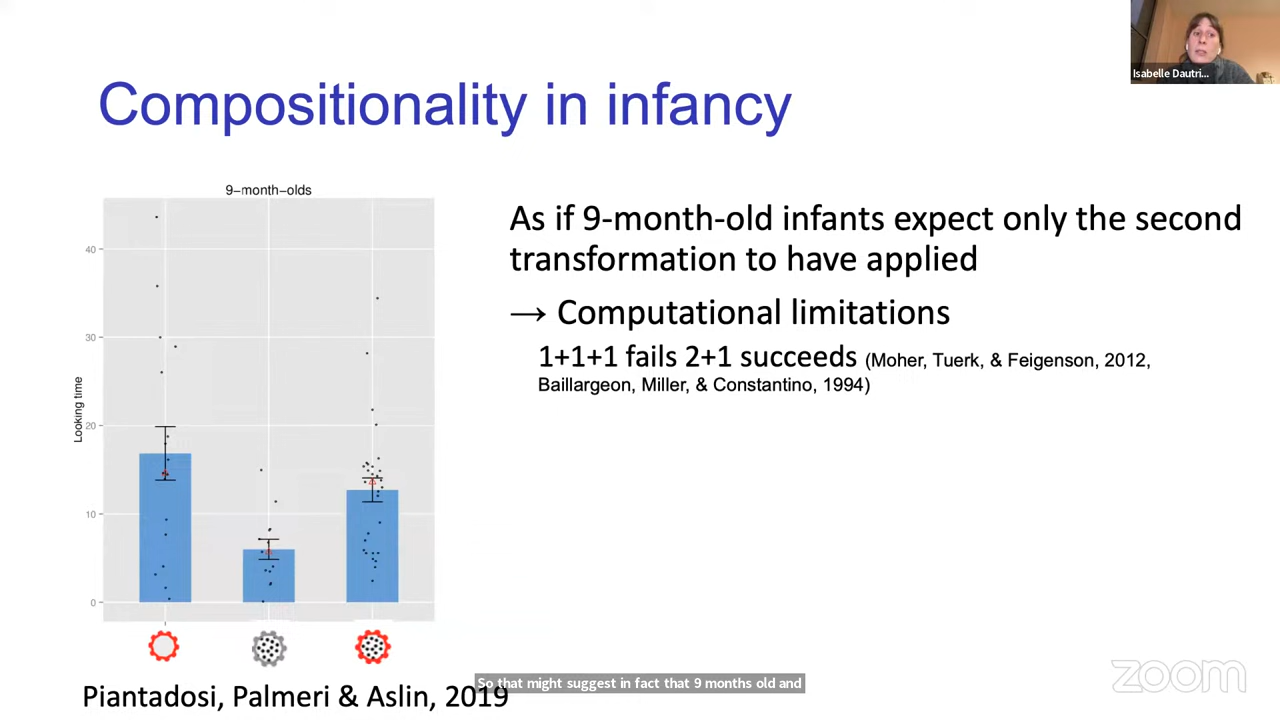 Isabelle Dautri...
Compositionality in infancy
9-month-olds
40
30
20
10
0
Looking time
As if 9-month-old infants expect only the second
transformation to have applied
→ Computational limitations
1+1+1 fails 2+1 succeeds (Moher, Tuerk, & Feigenson, 2012,
Baillargeon, Miller, & Constantino, 1994)
Piantadosi, Palmeri & Aslin, 2019
So that might suggest in fact that 9 months old and
zoom